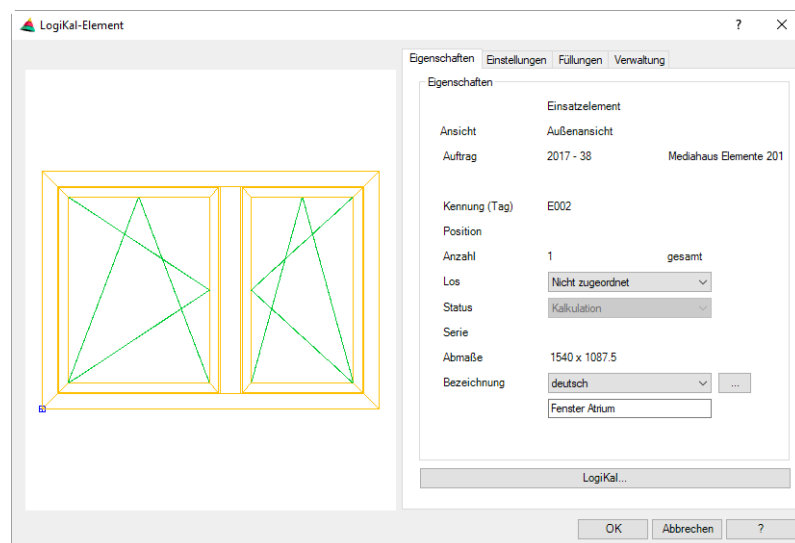 LogiKal-Element ? ×
Eigenschaften Einstellungen Füllungen Verwaltung
Eigenschaften
Einsatzelement
Ansicht Außenansicht
Auftrag 2017 - 38 Mediahaus Elemente 201
Kennung (Tag) E002
Position
Anzahl 1 gesamt
Los Nicht zugeordnet
Status Kalkulation
Serie
Abmaße 1540 x 1087.5
Bezeichnung deutsch ...
Fenster Atrium
LogiKal...
OK Abbrechen ?